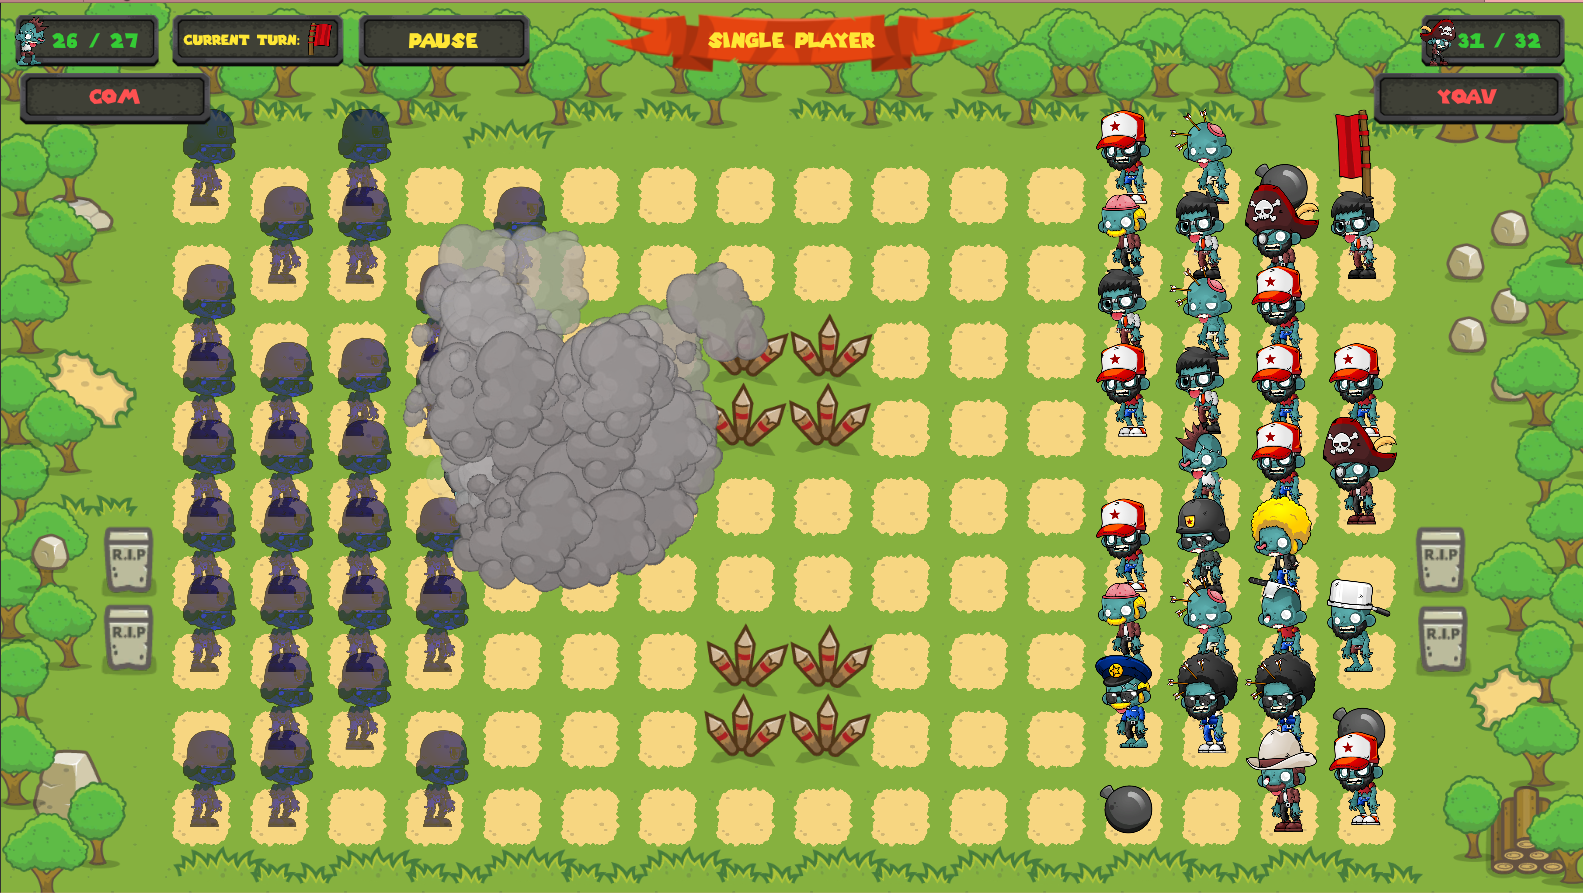 26 / 27
CURRENT TURN:
PAUSE
SINGLE PLAYER
31 / 32
COM
YOAV
R.I.P
R.I.P
R.I.P
R.I.P